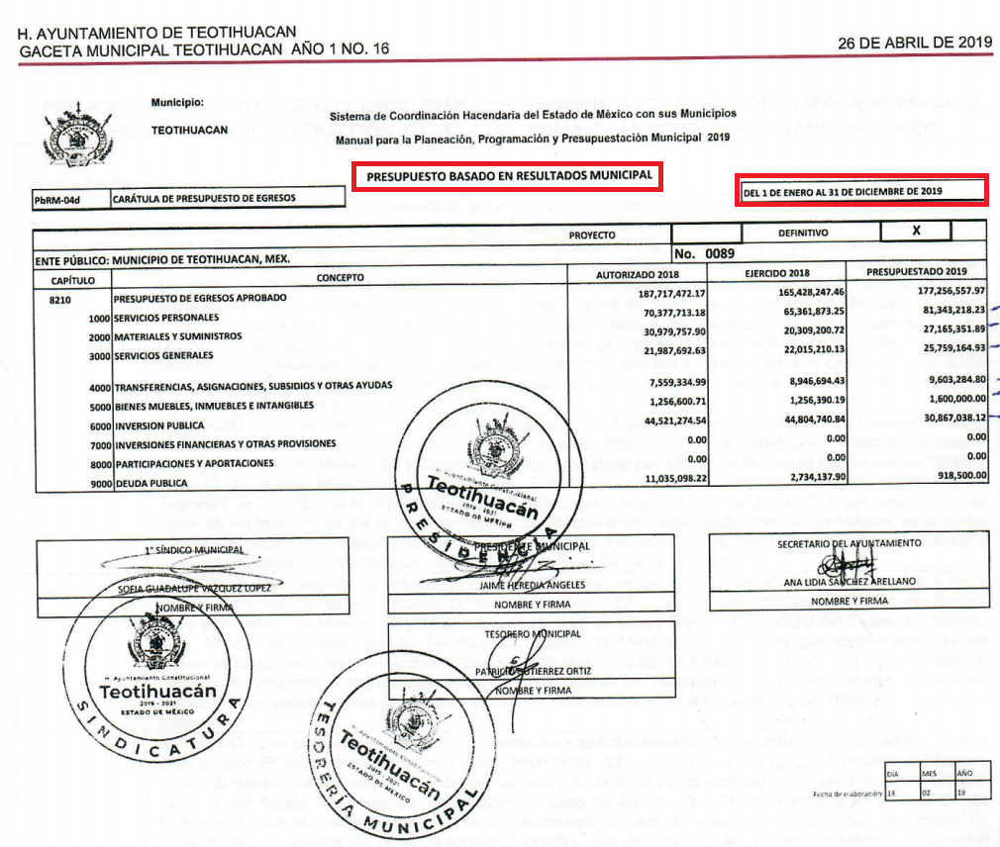 H. AYUNTAMIENTO DE TEOTIHUACAN
GACETA MUNICIPAL TEOTIHUACAN AÑO 1 NO. 16
26 DE ABRIL DE 2019
Municipio:
TEOTIHUACAN
Sistema de Coordinación Hacendaria del Estado de México con sus Municipios
Manual para la Planeación, Programación y Presupuestación Municipal 2019
PRESUPUESTO BASADO EN RESULTADOS MUNICIPAL
PbRM-04d CARÁTULA DE PRESUPUESTO DE EGRESOS
DEL 1 DE ENERO AL 31 DE DICIEMBRE DE 2019
PROYECTO DEFINITIVO X
ENTE PÚBLICO: MUNICIPIO DE TEOTIHUACAN, MEX. No. 0089
CAPÍTULO CONCEPTO AUTORIZADO 2018 EJERCIDO 2018 PRESUPUESTADO 2019
8210 PRESUPUESTO DE EGRESOS APROBADO 187,717,472.17 165,428,247.46 177,256,557.97
1000 SERVICIOS PERSONALES 70,377,713.18 65,361,873.25 81,343,218.23
2000 MATERIALES Y SUMINISTROS 30,979,757.90 20,309,200.72 27,165,351.89
3000 SERVICIOS GENERALES 21,987,692.63 22,015,210.13 25,759,164.93
4000 TRANSFERENCIAS, ASIGNACIONES, SUBSIDIOS Y OTRAS AYUDAS 7,559,334.99 8,946,694.43 9,603,284.80
5000 BIENES MUEBLES, INMUEBLES E INTANGIBLES 1,256,600.71 1,256,390.19 1,600,000.00
6000 INVERSION PUBLICA 44,521,274.54 44,804,740.84 30,867,038.12
7000 INVERSIONES FINANCIERAS Y OTRAS PROVISIONES 0.00 0.00 0.00
8000 PARTICIPACIONES Y APORTACIONES 0.00 0.00 0.00
9000 DEUDA PUBLICA 11,035,098.22 2,734,137.90 918,500.00
H. Ayuntamiento Constitucional
Teotihuacán
2019 - 2021
ESTADO DE MÉXICO
PRESIDENCIA
1° SÍNDICO MUNICIPAL
SOFIA GUADALUPE VAZQUEZ LOPEZ
NOMBRE Y FIRMA
PRESIDENTE MUNICIPAL
JAIME HEREDIA ANGELES
NOMBRE Y FIRMA
SECRETARIO DEL AYUNTAMIENTO
ANA LIDIA SANCHEZ ARELLANO
NOMBRE Y FIRMA
TESORERO MUNICIPAL
PATRICIO GUTIERREZ ORTIZ
NOMBRE Y FIRMA
H. Ayuntamiento Constitucional
Teotihuacán
2019 - 2021
ESTADO DE MÉXICO
SINDICATURA
H. Ayuntamiento Constitucional
Teotihuacán
2019 - 2021
ESTADO DE MÉXICO
TESORERÍA MUNICIPAL
DÍA MES AÑO
Fecha de elaboración: 18 02 19